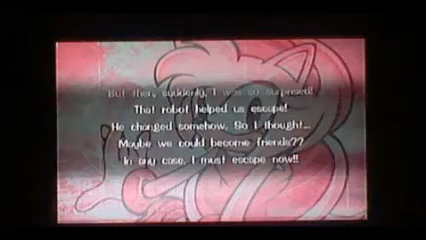 But then, suddenly, I was so surprised!
That robot helped us escape!
He changed somehow. So I thought...
Maybe we could become friends??
In any case, I must escape now!!